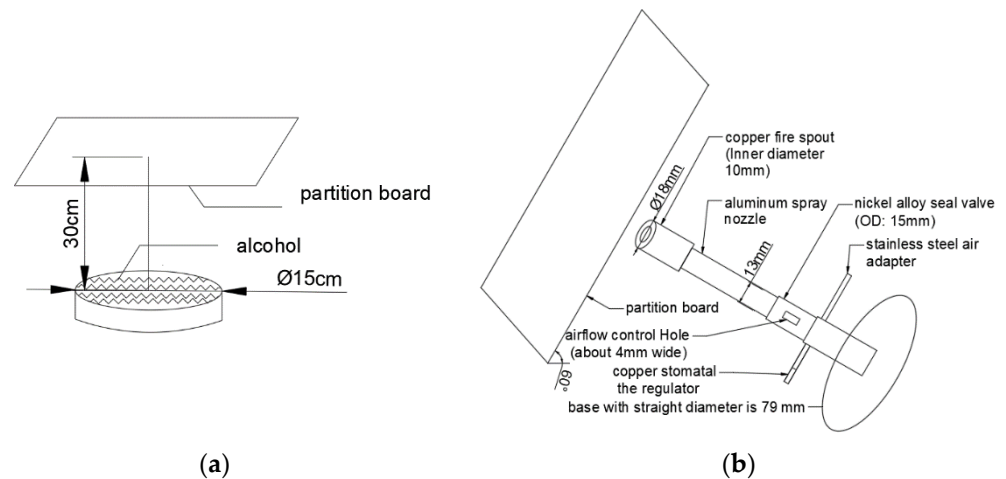 30cm
partition board
alcohol
Ø15cm
(a)
copper fire spout
(Inner diameter
10mm)
Ø18mm
aluminum spray
nozzle
13mm
nickel alloy seal valve
(OD: 15mm)
stainless steel air
adapter
partition board
airflow control Hole
(about 4mm wide)
60°
copper stomatal
the regulator
base with straight diameter is 79 mm
(b)